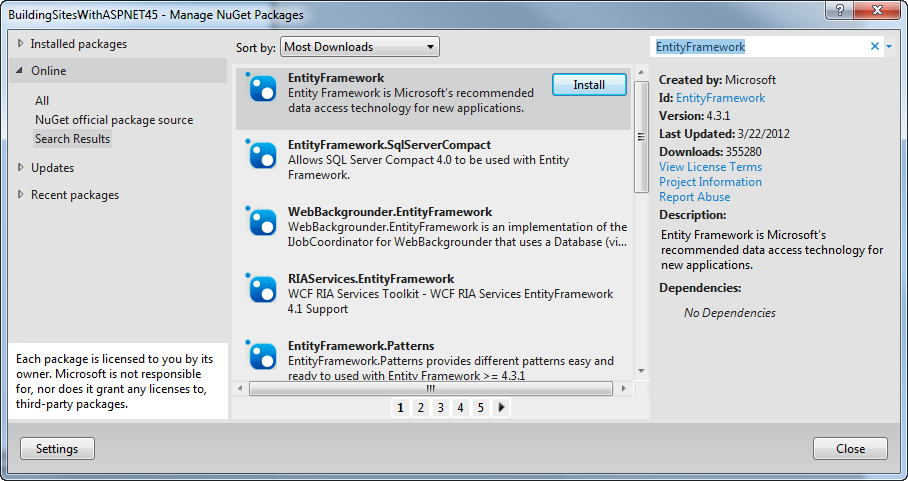 BuildingSitesWithASPNET45 - Manage NuGet Packages
Installed packages
Online
All
NuGet official package source
Search Results
Updates
Recent packages
Each package is licensed to you by its
owner. Microsoft is not responsible
for, nor does it grant any licenses to,
third-party packages.
Sort by: Most Downloads
EntityFramework
Entity Framework is Microsoft's recommended
data access technology for new applications.
Install
EntityFramework.SqlServerCompact
Allows SQL Server Compact 4.0 to be used with Entity
Framework.
WebBackgrounder.EntityFramework
WebBackgrounder.EntityFramework is an implementation of the
IJobCoordinator for WebBackgrounder that uses a Database (vi...
RIAServices.EntityFramework
WCF RIA Services Toolkit - WCF RIA Services EntityFramework
4.1 Support
EntityFramework.Patterns
EntityFramework.Patterns provides different patterns easy and
ready to used with Entity Framework >= 4.3.1
1 2 3 4 5
EntityFramework
Created by: Microsoft
Id: EntityFramework
Version: 4.3.1
Last Updated: 3/22/2012
Downloads: 355280
View License Terms
Project Information
Report Abuse
Description:
Entity Framework is Microsoft's
recommended data access technology for
new applications.
Dependencies:
No Dependencies
Settings
Close